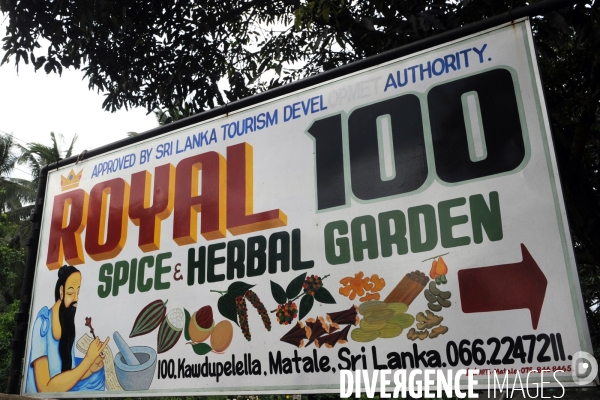 APPROVED BY SRI LANKA TOURISM DEVELOPMET AUTHORITY.
ROYAL 100
SPICE & HERBAL GARDEN
100, Kawdupelella, Matale, Sri Lanka. 066.2247211.
DIVERGENCE IMAGES